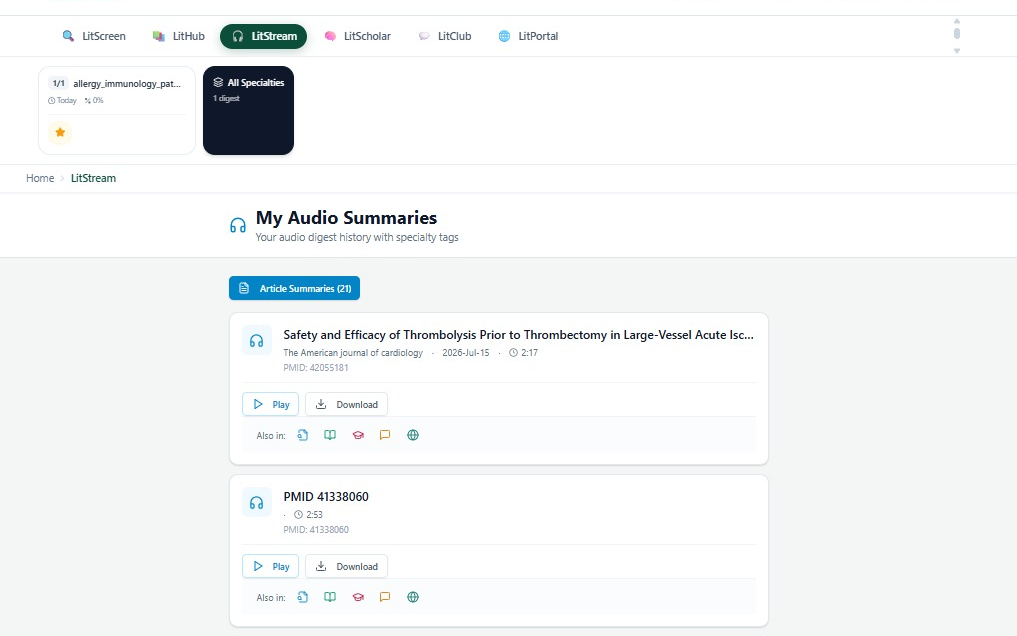 LitScreen LitHub LitStream LitScholar LitClub LitPortal
1/1 allergy_immunology_pat...
Today 0%
All Specialties
1 digest
Home > LitStream
My Audio Summaries
Your audio digest history with specialty tags
Article Summaries (21)
Safety and Efficacy of Thrombolysis Prior to Thrombectomy in Large-Vessel Acute Isc...
The American journal of cardiology · 2026-Jul-15 · 2:17
PMID: 42055181
Play Download
Also in:
PMID 41338060
· 2:53
PMID: 41338060
Play Download
Also in: